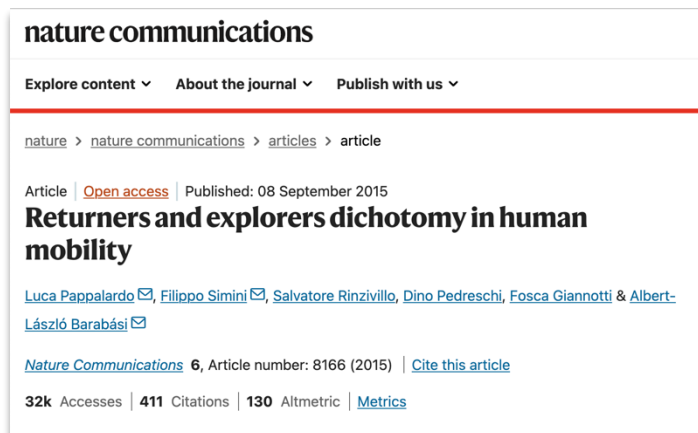 nature communications
Explore content About the journal Publish with us
nature > nature communications > articles > article
Article | Open access | Published: 08 September 2015
Returners and explorers dichotomy in human
mobility
Luca Pappalardo, Filippo Simini, Salvatore Rinzivillo, Dino Pedreschi, Fosca Giannotti & Albert-
László Barabási
Nature Communications 6, Article number: 8166 (2015) | Cite this article
32k Accesses | 411 Citations | 130 Altmetric | Metrics